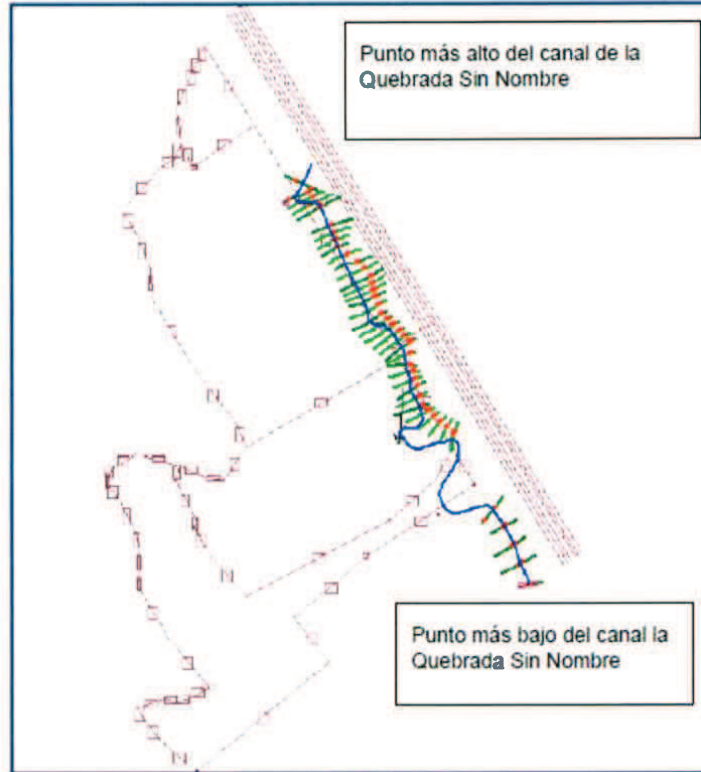 Punto más alto del canal de la
Quebrada Sin Nombre
Punto más bajo del canal la
Quebrada Sin Nombre